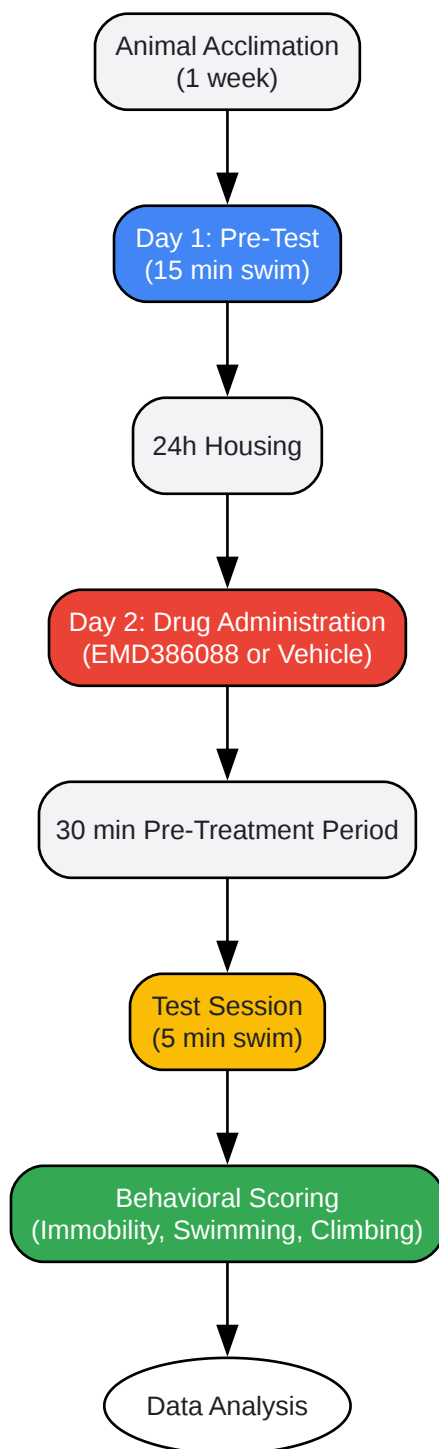 Animal Acclimation
(1 week)
Day 1: Pre-Test
(15 min swim)
24h Housing
Day 2: Drug Administration
(EMD386088 or Vehicle)
30 min Pre-Treatment Period
Test Session
(5 min swim)
Behavioral Scoring
(Immobility, Swimming, Climbing)
Data Analysis